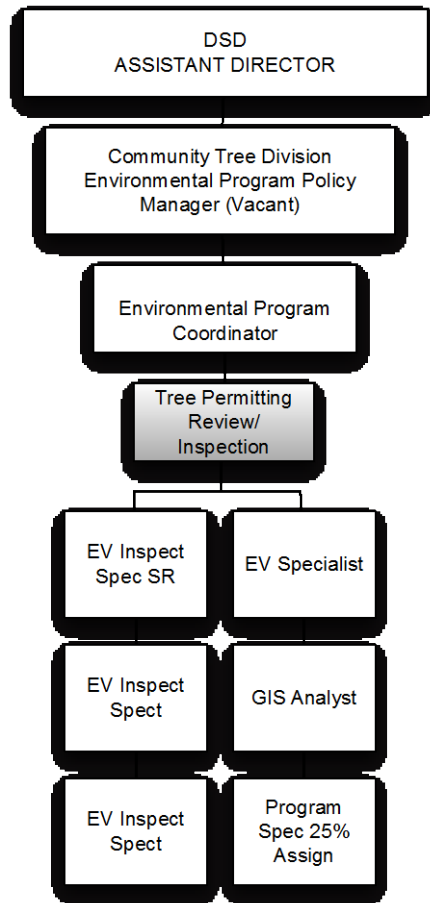 DSD
ASSISTANT DIRECTOR
Community Tree Division
Environmental Program Policy
Manager (Vacant)
Environmental Program
Coordinator
Tree Permitting
Review/
Inspection
EV Inspect
Spec SR
EV Specialist
EV Inspect
Spect
GIS Analyst
EV Inspect
Spect
Program
Spec 25%
Assign